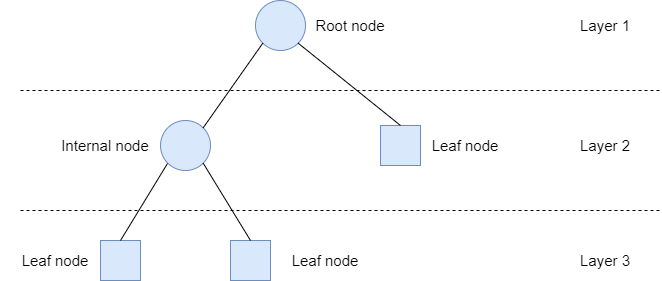 Root node
Layer 1
Internal node
Leaf node
Layer 2
Leaf node
Leaf node
Layer 3